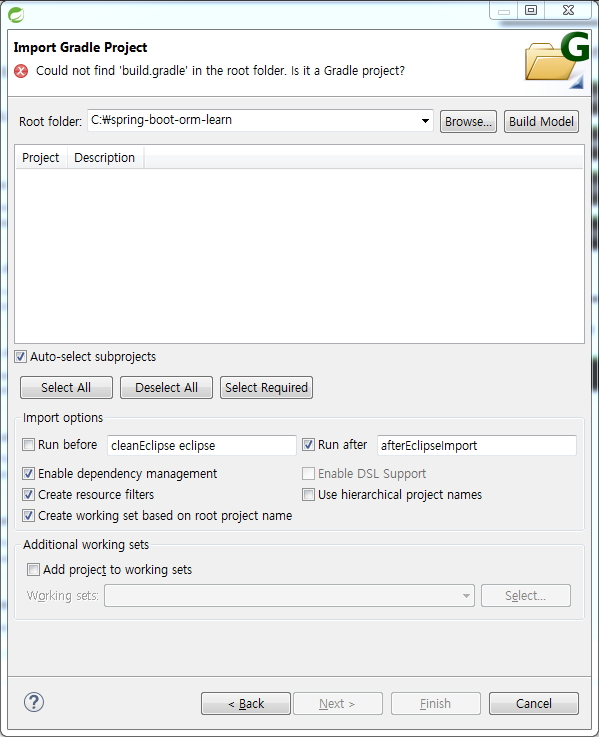 Import Gradle Project
Could not find 'build.gradle' in the root folder. Is it a Gradle project?
G
Root folder: C:₩spring-boot-orm-learn Browse... Build Model
Project Description
Auto-select subprojects
Select All Deselect All Select Required
Import options
Run before cleanEclipse eclipse Run after afterEclipseImport
Enable dependency management Enable DSL Support
Create resource filters Use hierarchical project names
Create working set based on root project name
Additional working sets
Add project to working sets
Working sets: Select...
? < Back Next > Finish Cancel